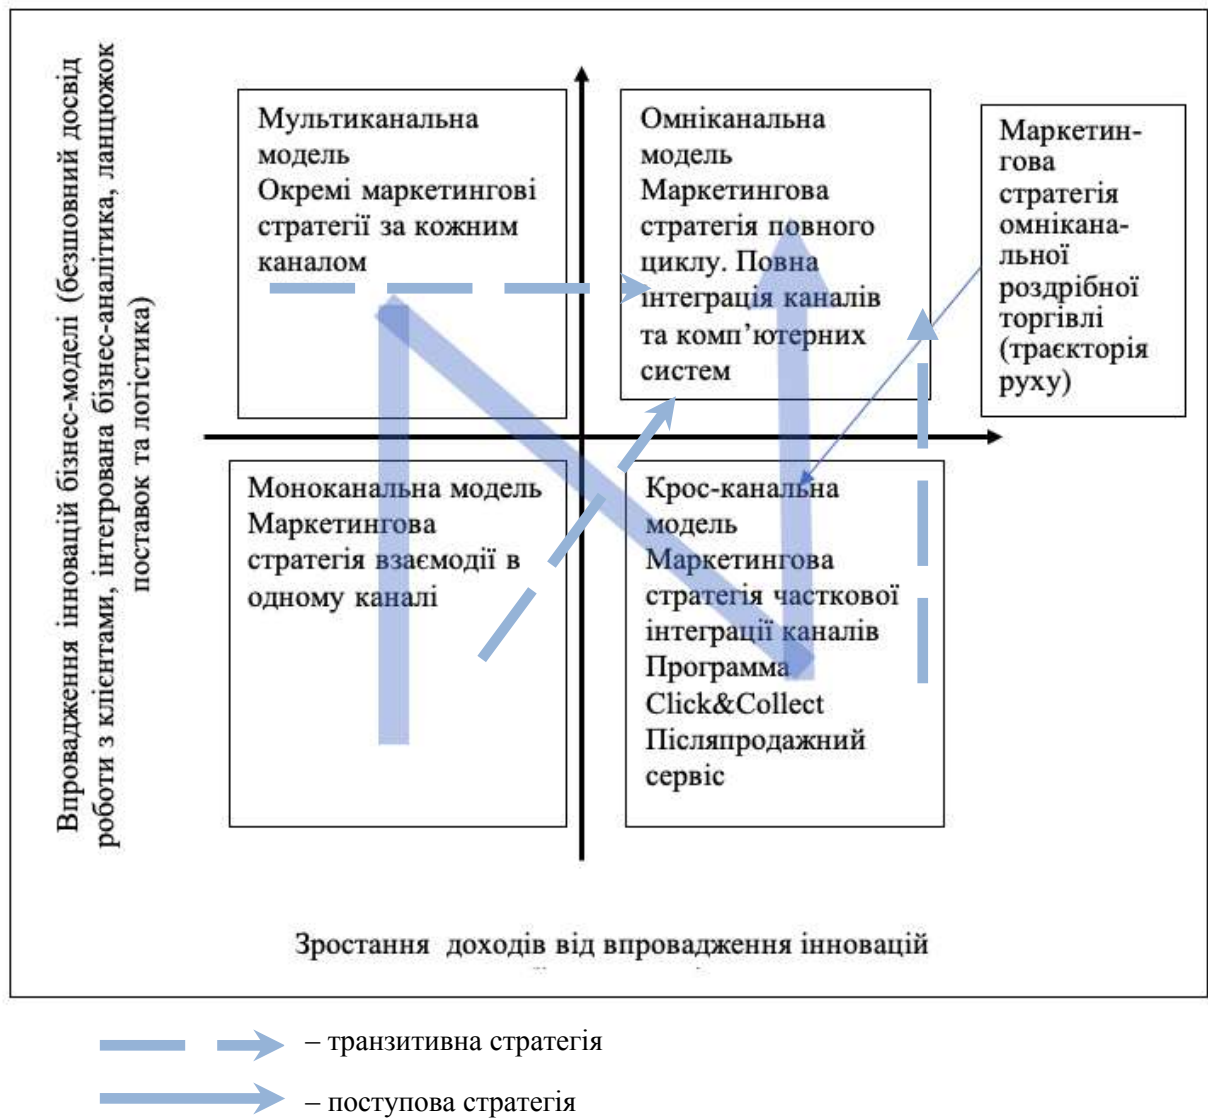 Впровадження інновацій бізнес-моделі (безшовний досвід
роботи з клієнтами, інтегрована бізнес-аналітика, ланцюжок
поставок та логістика)
Мультиканальна
модель
Окремі маркетингові
стратегії за кожним
каналом
Омніканальна
модель
Маркетингова
стратегія повного
циклу. Повна
інтеграція каналів
та комп’ютерних
систем
Маркетин-
гова
стратегія
омнікана-
льної
роздрібної
торгівлі
(траєкторія
руху)
Моноканальна модель
Маркетингова
стратегія взаємодії в
одному каналі
Крос-канальна
модель
Маркетингова
стратегія часткової
інтеграції каналів
Программа
Click&Collect
Післяпродажний
сервіс
Зростання доходів від впровадження інновацій
– транзитивна стратегія
– поступова стратегія